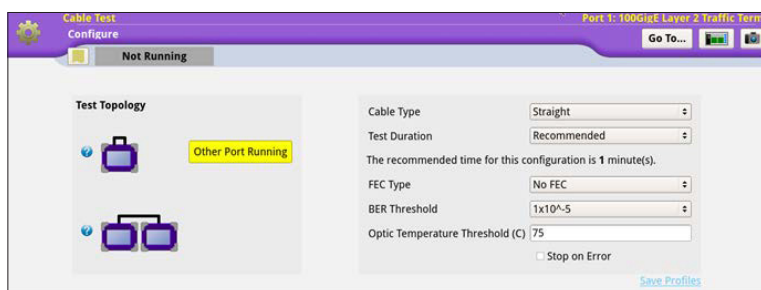 Cable Test
Port 1: 100GigE Layer 2 Traffic Term
Configure
Go To...
Not Running
Test Topology
Other Port Running
Cable Type
Straight
Test Duration
Recommended
The recommended time for this configuration is 1 minute(s).
FEC Type
No FEC
BER Threshold
1x10^-5
Optic Temperature Threshold (C)
75
Stop on Error
Save Profiles